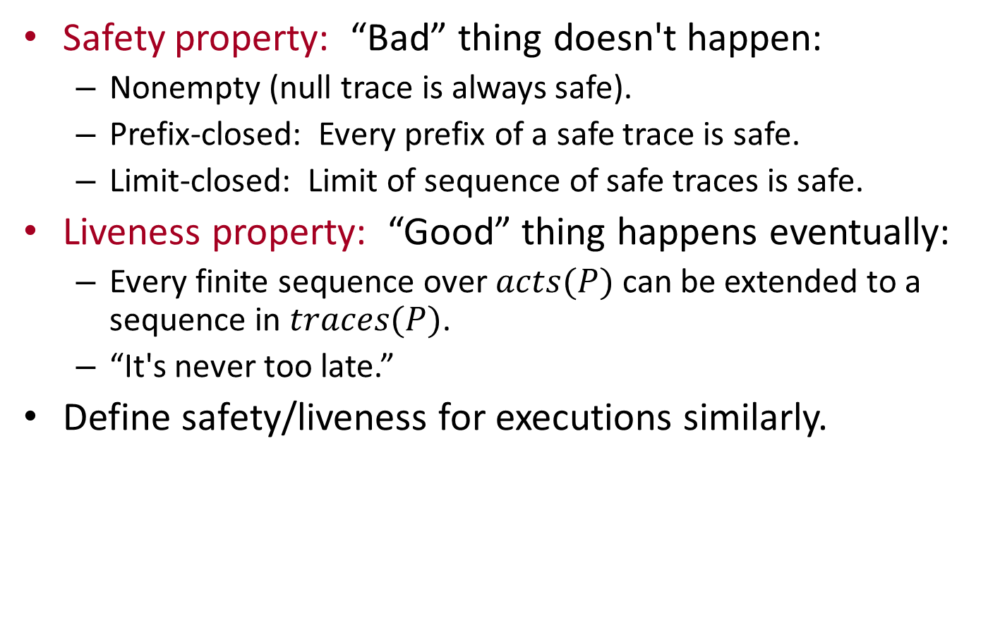 • Safety property: “Bad” thing doesn't happen:
– Nonempty (null trace is always safe).
– Prefix-closed: Every prefix of a safe trace is safe.
– Limit-closed: Limit of sequence of safe traces is safe.
• Liveness property: “Good” thing happens eventually:
– Every finite sequence over 𝑎𝑐𝑡𝑠(𝑃) can be extended to a
sequence in 𝑡𝑟𝑎𝑐𝑒𝑠(𝑃).
– “It's never too late.”
• Define safety/liveness for executions similarly.